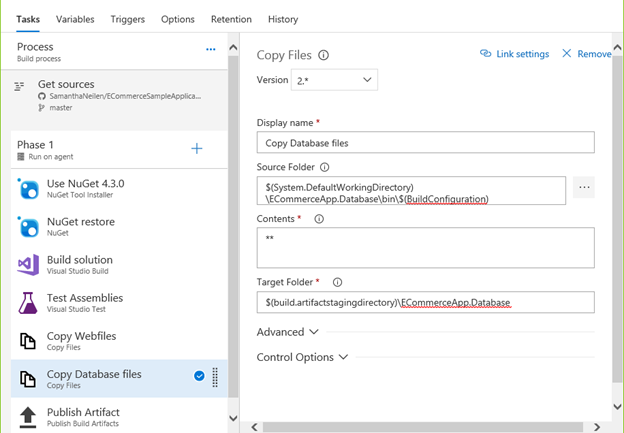 Tasks Variables Triggers Options Retention History
Process
Build process
...
Get sources
SamanthaNeilen/ECommerceSampleApplica...
master
Phase 1
Run on agent
Use NuGet 4.3.0
NuGet Tool Installer
NuGet restore
NuGet
Build solution
Visual Studio Build
Test Assemblies
Visual Studio Test
Copy Webfiles
Copy Files
Copy Database files
Copy Files
Publish Artifact
Publish Build Artifacts
Copy Files
Link settings
Remove
Version 2.*
Display name *
Copy Database files
Source Folder
$(System.DefaultWorkingDirectory)
\ECommerceApp.Database\bin\$(BuildConfiguration)
...
Contents *
**
Target Folder *
$(build.artifactstagingdirectory)\ECommerceApp.Database
Advanced
Control Options